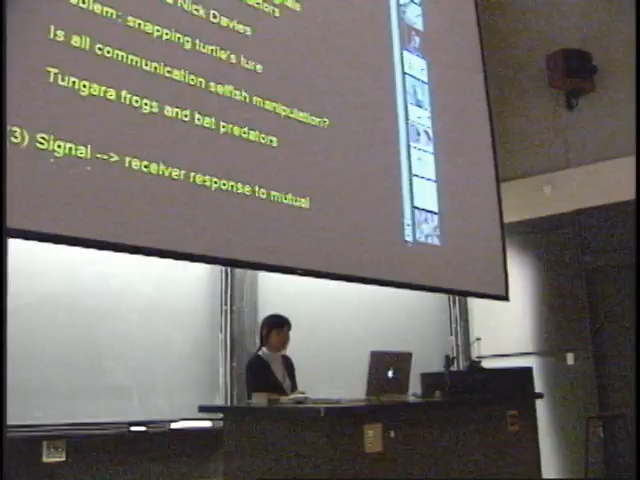 actors
Nick Davies
blem: snapping turtle's lure
Is all communication selfish manipulation?
Tungara frogs and bat predators
3) Signal --> receiver response to mutual